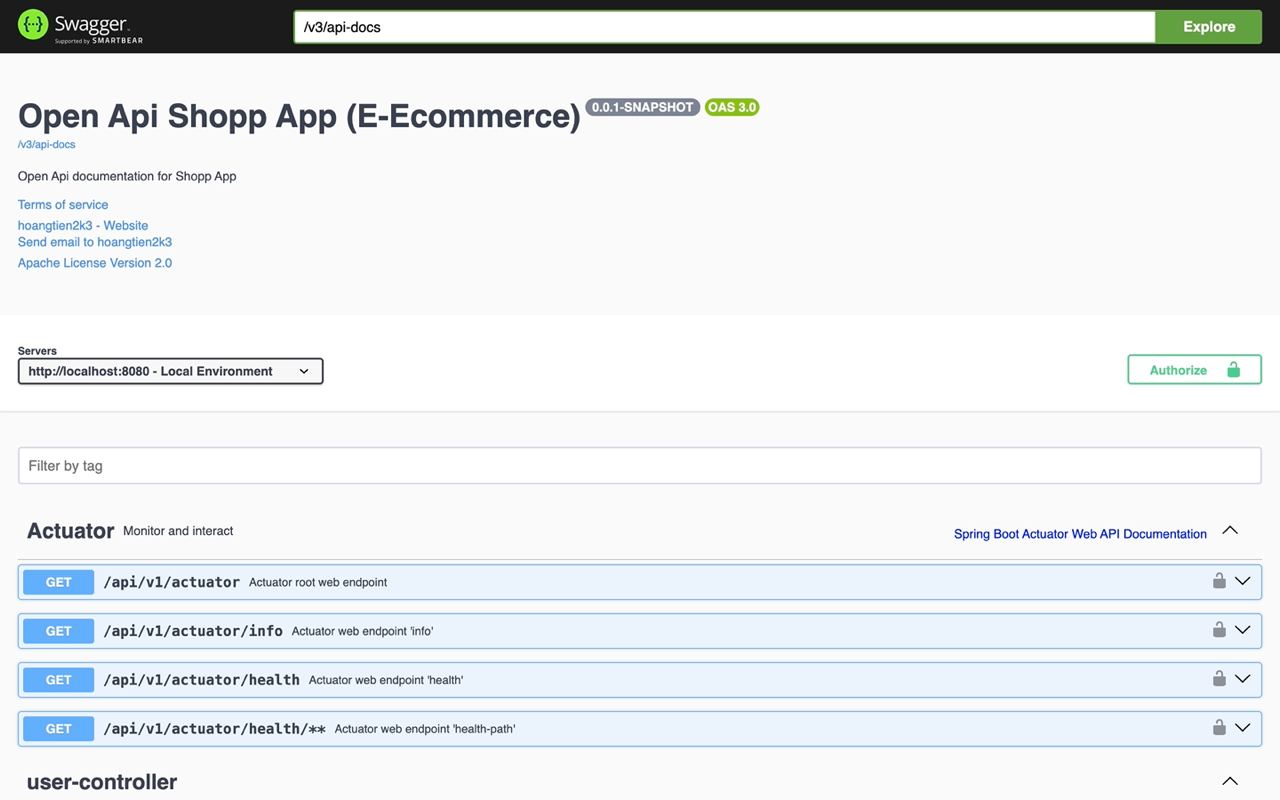 Swagger.
Supported by SMARTBEAR
/v3/api-docs
Explore
Open Api Shopp App (E-Ecommerce) 0.0.1-SNAPSHOT OAS 3.0
/v3/api-docs
Open Api documentation for Shopp App
Terms of service
hoangtien2k3 - Website
Send email to hoangtien2k3
Apache License Version 2.0
Servers
http://localhost:8080 - Local Environment
Authorize
Filter by tag
Actuator Monitor and interact Spring Boot Actuator Web API Documentation
GET /api/v1/actuator Actuator root web endpoint
GET /api/v1/actuator/info Actuator web endpoint 'info'
GET /api/v1/actuator/health Actuator web endpoint 'health'
GET /api/v1/actuator/health/** Actuator web endpoint 'health-path'
user-controller